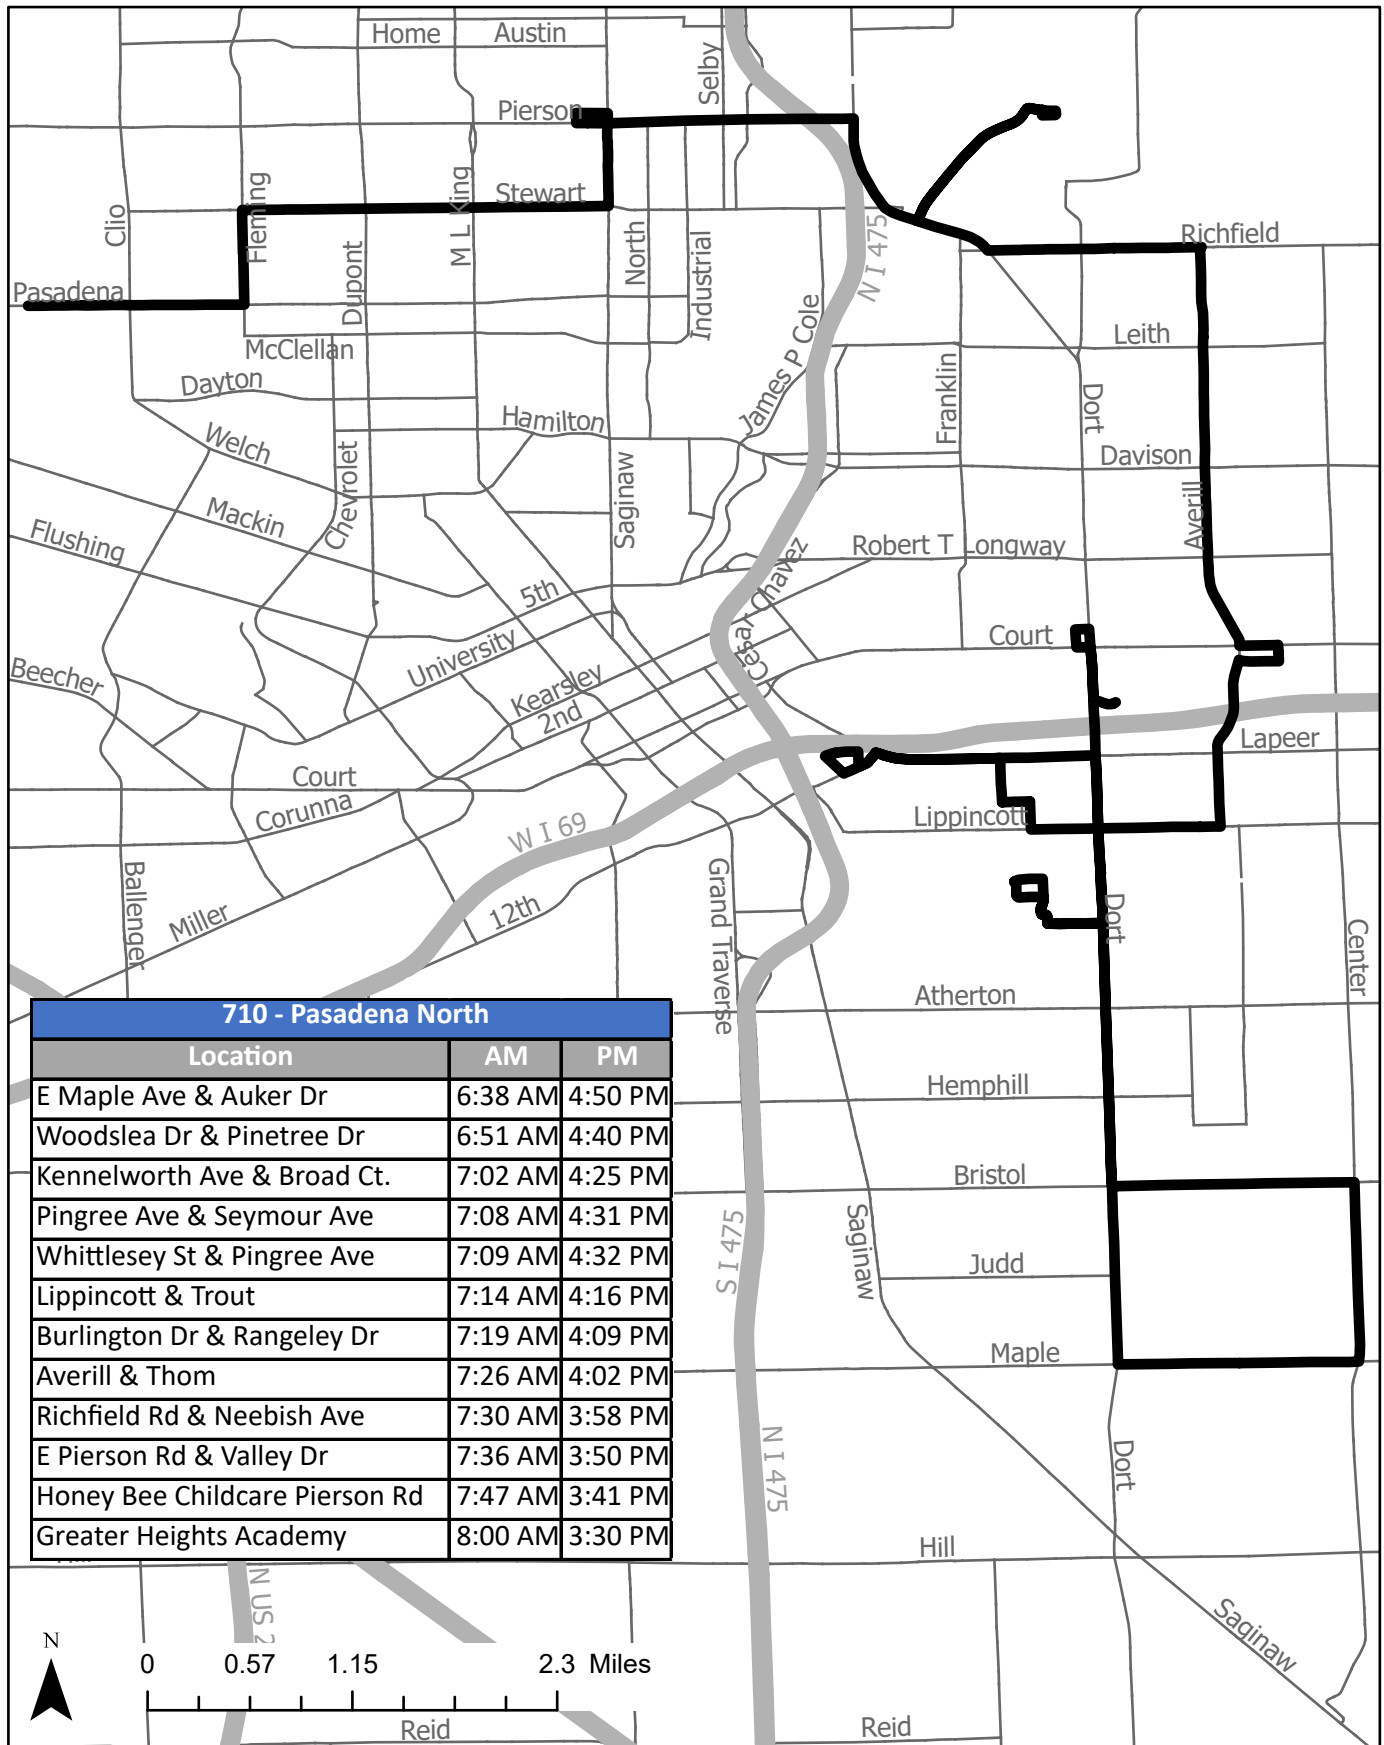 Home
Austin
Selby
Pierson
Fleming
M L King
Stewart
Clio
Dupont
North
Industrial
N I 475
Richfield
Pasadena
McClellan
James P Cole
Leith
Dayton
Franklin
Dort
Hamilton
Welch
Davison
Chevrolet
Saginaw
Averill
Mackin
Flushing
Robert T Longway
5th
Cesar Chavez
Court
University
Beecher
Kearsley
2nd
Lapeer
Court
Corunna
W I 69
Lippincott
Ballenger
Miller
12th
Grand Traverse
Dort
Center
Atherton
710 - Pasadena North
Location AM PM
E Maple Ave & Auker Dr 6:38 AM 4:50 PM
Woodslea Dr & Pinetree Dr 6:51 AM 4:40 PM
Kennelworth Ave & Broad Ct. 7:02 AM 4:25 PM
Pingree Ave & Seymour Ave 7:08 AM 4:31 PM
Whittlesey St & Pingree Ave 7:09 AM 4:32 PM
Lippincott & Trout 7:14 AM 4:16 PM
Burlington Dr & Rangeley Dr 7:19 AM 4:09 PM
Averill & Thom 7:26 AM 4:02 PM
Richfield Rd & Neebish Ave 7:30 AM 3:58 PM
E Pierson Rd & Valley Dr 7:36 AM 3:50 PM
Honey Bee Childcare Pierson Rd 7:47 AM 3:41 PM
Greater Heights Academy 8:00 AM 3:30 PM
Hemphill
Bristol
S I 475
Saginaw
Judd
Maple
N I 475
Dort
Hill
N US 2
Saginaw
N
0 0.57 1.15 2.3 Miles
Reid
Reid